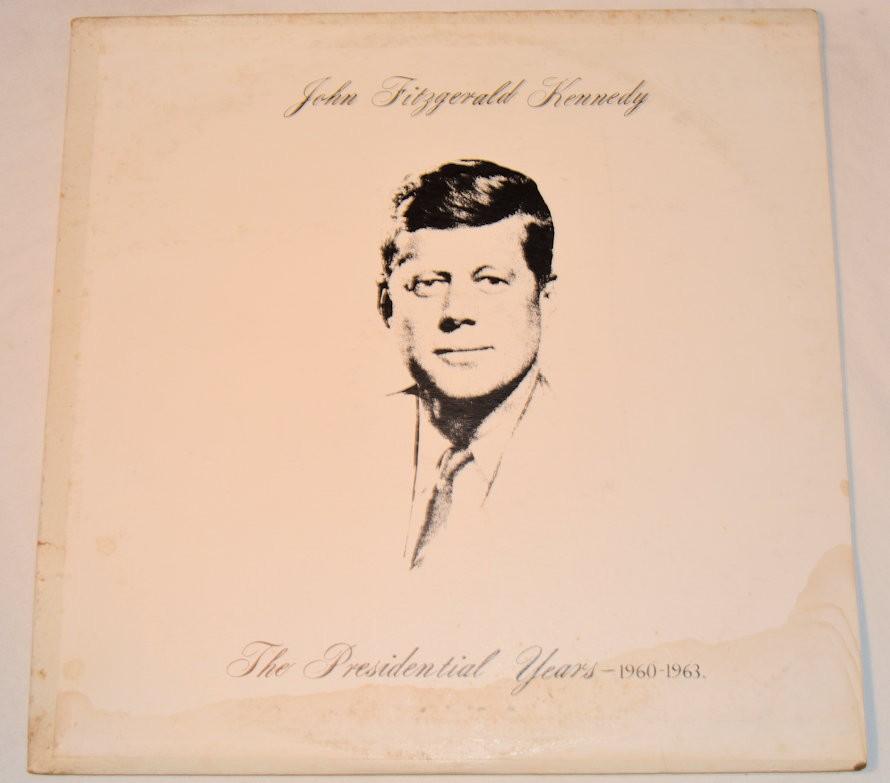 John Fitzgerald Kennedy
The Presidential Years-1960-1963.